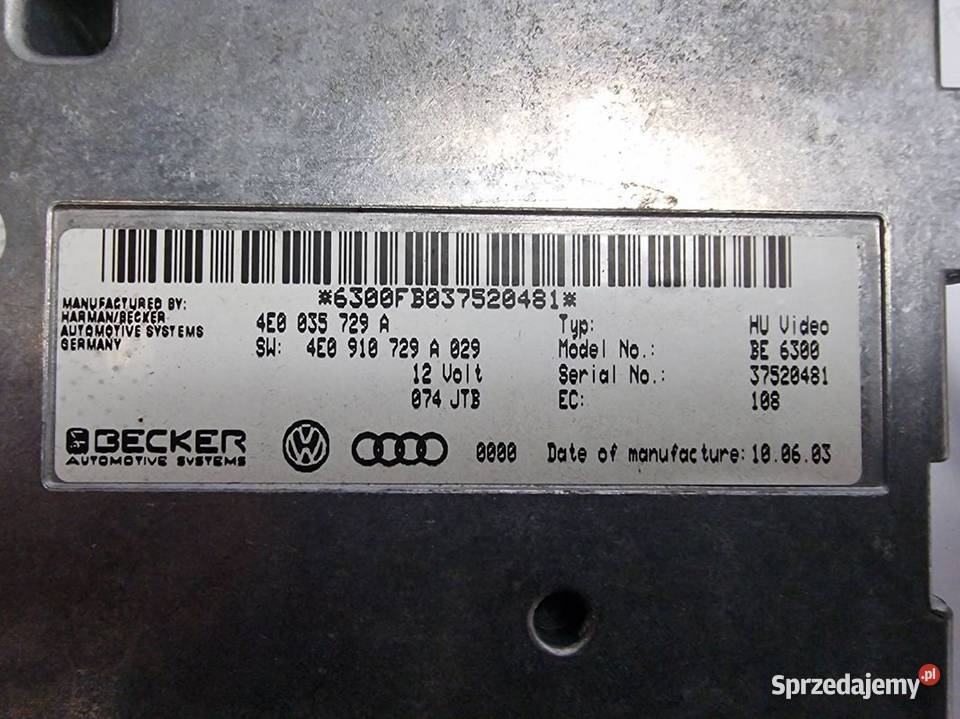 *6300FB037520481*
MANUFACTURED BY:
HARMAN/BECKER
AUTOMOTIVE SYSTEMS
GERMANY
4E0 035 729 A
SW: 4E0 910 729 A 029
12 Volt
074 JTB
Typ: HU Video
Model No.: BE 6300
Serial No.: 37520481
EC: 108
BECKER
AUTOMOTIVE SYSTEMS
VW
0000
Date of manufacture: 10.06.03
Sprzedajemy.pl